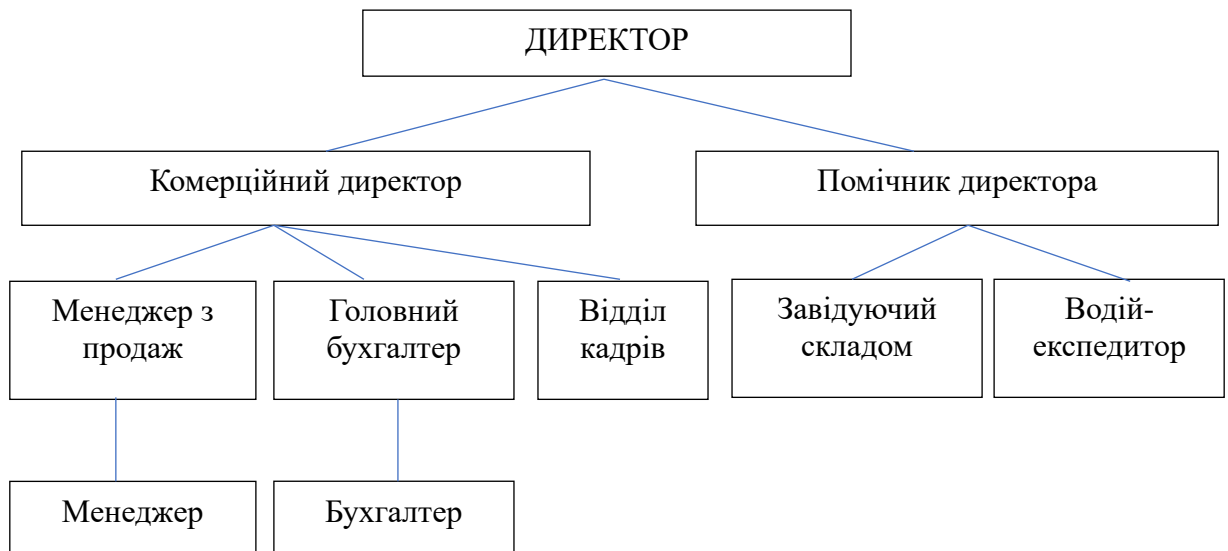 ДИРЕКТОР
Комерційний директор
Помічник директора
Менеджер з
продаж
Головний
бухгалтер
Відділ
кадрів
Завідуючий
складом
Водій-
експедитор
Менеджер
Бухгалтер